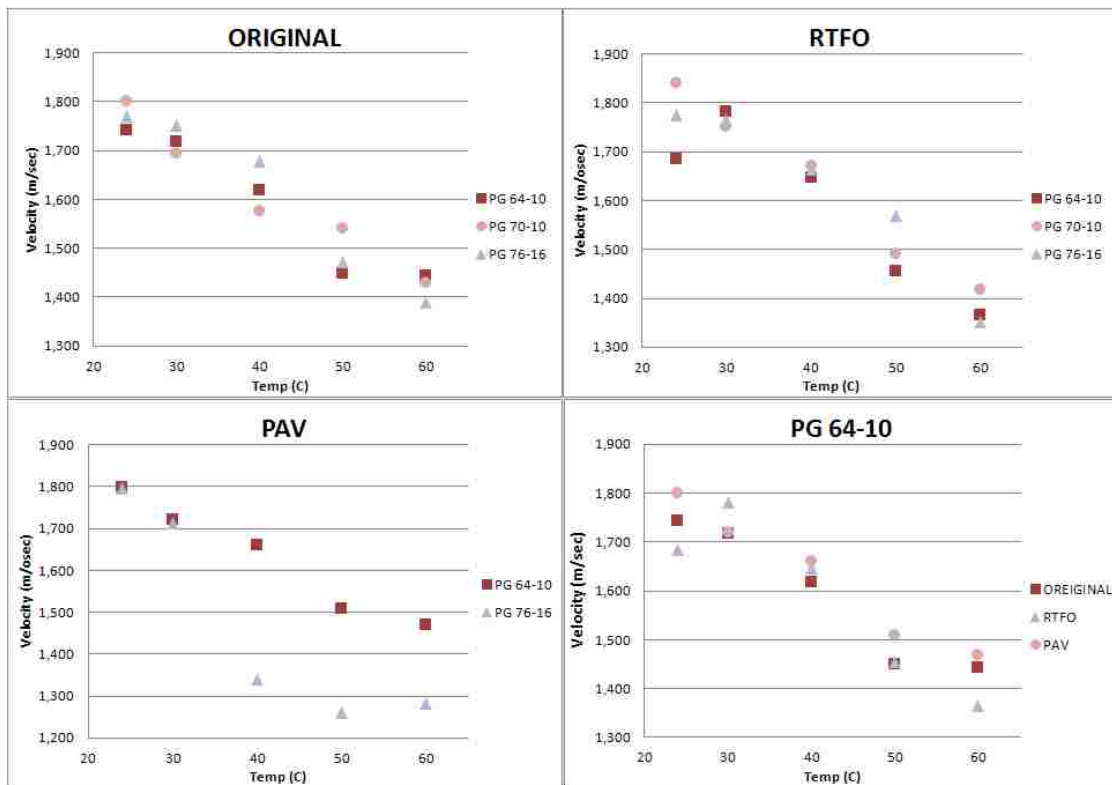 ORIGINAL
1,900
1,800
1,700
1,600
1,500
1,400
1,300
Velocity (m/sec)
20 30 40 50 60
Temp (C)
PG 64-10
PG 70-10
PG 76-16
RTFO
1,900
1,800
1,700
1,600
1,500
1,400
1,300
Velocity (m/osec)
20 30 40 50 60
Temp (C)
PG 64-10
PG 70-10
PG 76-16
PAV
1,900
1,800
1,700
1,600
1,500
1,400
1,300
1,200
Velocity (m/osec)
20 30 40 50 60
Temp (C)
PG 64-10
PG 76-16
PG 64-10
1,900
1,800
1,700
1,600
1,500
1,400
1,300
Velocity (m/sec)
20 30 40 50 60
Temp (C)
OREIGINAL
RTFO
PAV